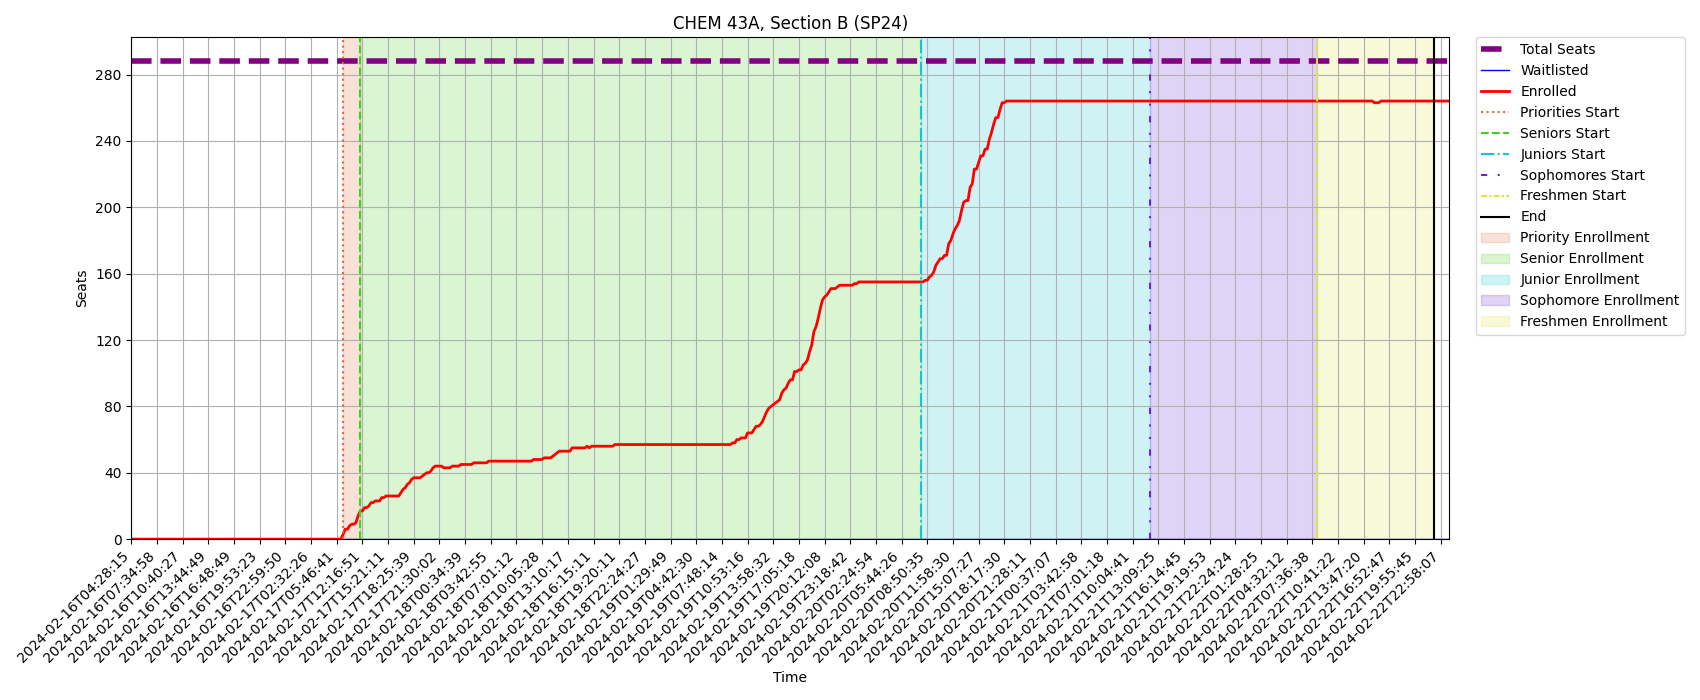 CHEM 43A, Section B (SP24)
Seats
280
240
200
160
120
80
40
0
2024-02-16T04:28:15
2024-02-16T07:34:58
2024-02-16T10:40:27
2024-02-16T13:44:49
2024-02-16T16:48:49
2024-02-16T19:53:23
2024-02-16T22:59:50
2024-02-17T02:32:26
2024-02-17T05:46:41
2024-02-17T12:16:51
2024-02-17T15:21:11
2024-02-17T18:25:39
2024-02-17T21:30:02
2024-02-18T00:34:39
2024-02-18T03:42:55
2024-02-18T07:01:12
2024-02-18T10:05:28
2024-02-18T13:10:17
2024-02-18T16:15:11
2024-02-18T19:20:11
2024-02-18T22:24:27
2024-02-19T01:29:49
2024-02-19T04:42:30
2024-02-19T07:48:14
2024-02-19T10:53:16
2024-02-19T13:58:32
2024-02-19T17:05:18
2024-02-19T20:12:08
2024-02-19T23:18:42
2024-02-20T02:24:54
2024-02-20T05:44:26
2024-02-20T08:50:35
2024-02-20T11:58:30
2024-02-20T15:07:27
2024-02-20T18:17:30
2024-02-20T21:28:11
2024-02-21T00:37:07
2024-02-21T03:42:58
2024-02-21T07:01:18
2024-02-21T10:04:41
2024-02-21T13:09:25
2024-02-21T16:14:45
2024-02-21T19:19:53
2024-02-21T22:24:24
2024-02-22T01:28:25
2024-02-22T04:32:12
2024-02-22T07:36:38
2024-02-22T10:41:22
2024-02-22T13:47:20
2024-02-22T16:52:47
2024-02-22T19:55:45
2024-02-22T22:58:07
Time
Total Seats
Waitlisted
Enrolled
Priorities Start
Seniors Start
Juniors Start
Sophomores Start
Freshmen Start
End
Priority Enrollment
Senior Enrollment
Junior Enrollment
Sophomore Enrollment
Freshmen Enrollment